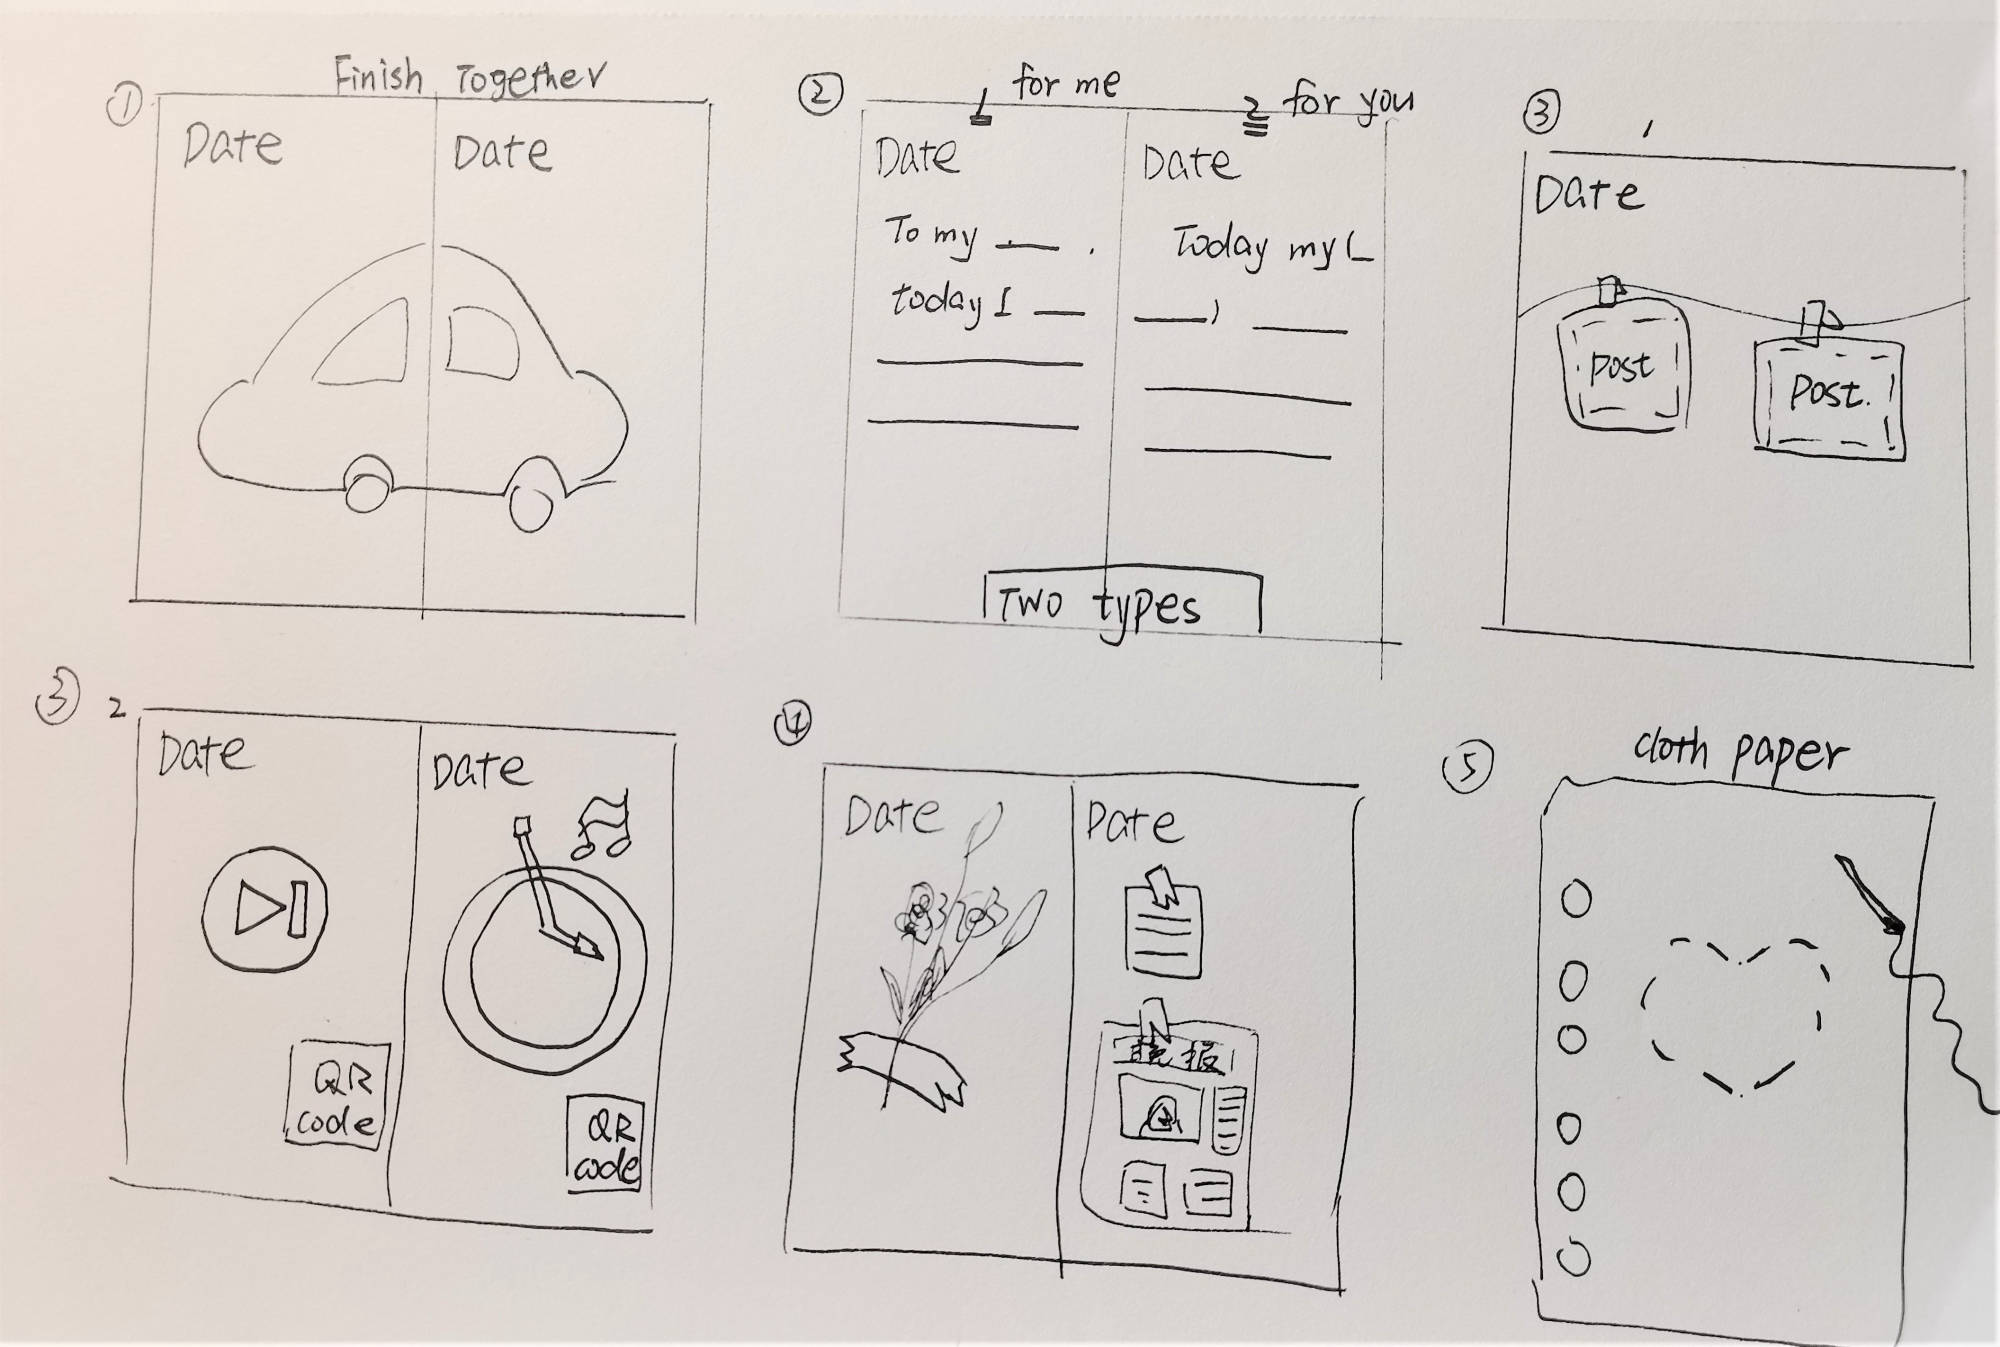 ① Finish Together
Date Date
② 1 for me 2 for you
Date Date
To my ___ .
today I ___
Today my (_
___, ___
Two types
③ 1
Date
post
post.
③ 2
Date
QR
code
Date
QR
code
④
Date
Date
晚报
⑤ cloth paper